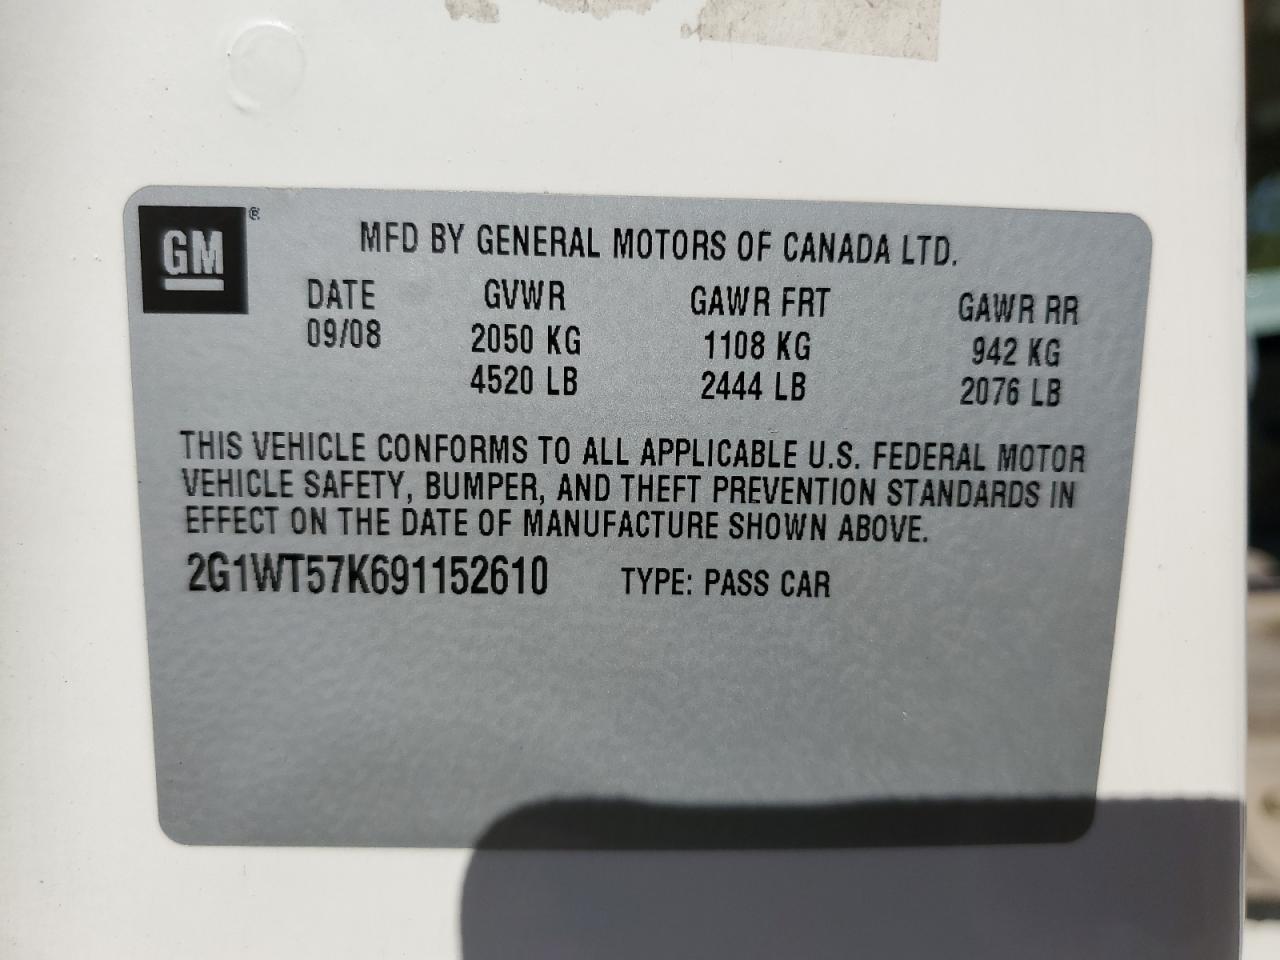 GM ®
MFD BY GENERAL MOTORS OF CANADA LTD.
DATE GVWR GAWR FRT GAWR RR
09/08 2050 KG 1108 KG 942 KG
4520 LB 2444 LB 2076 LB
THIS VEHICLE CONFORMS TO ALL APPLICABLE U.S. FEDERAL MOTOR
VEHICLE SAFETY, BUMPER, AND THEFT PREVENTION STANDARDS IN
EFFECT ON THE DATE OF MANUFACTURE SHOWN ABOVE.
2G1WT57K691152610 TYPE: PASS CAR